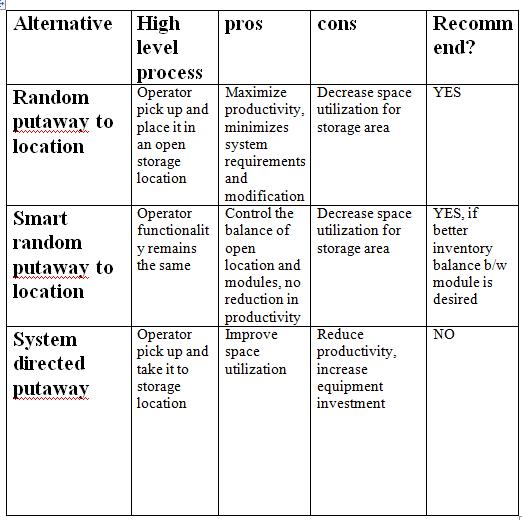 Alternative
High
level
process
pros
cons
Recomm
end?
Random
putaway to
location
Operator
pick up and
place it in
an open
storage
location
Maximize
productivity,
minimizes
system
requirements
and
modification
Decrease space
utilization for
storage area
YES
Smart
random
putaway to
location
Operator
functionalit
y remains
the same
Control the
balance of
open
location and
modules, no
reduction in
productivity
Decrease space
utilization for
storage area
YES, if
better
inventory
balance b/w
module is
desired
System
directed
putaway
Operator
pick up and
take it to
storage
location
Improve
space
utilization
Reduce
productivity,
increase
equipment
investment
NO